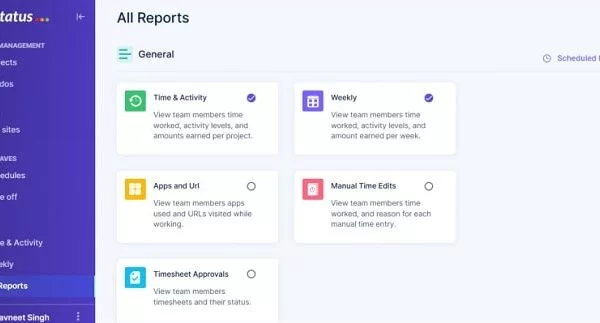 tatus
All Reports
MANAGEMENT
General
Scheduled
Time & Activity
View team members time
worked, activity levels, and
amounts earned per project.
Weekly
View team members time
worked, activity levels, and
amount earned per week.
Apps and Url
View team members apps
used and URLs visited while
working.
Manual Time Edits
View team members time
worked, and reason for each
manual time entry.
Timesheet Approvals
View team members
timesheets and their status.
ects
dos
sites
AVES
edules
e off
e & Activity
ekly
Reports
avneet Singh